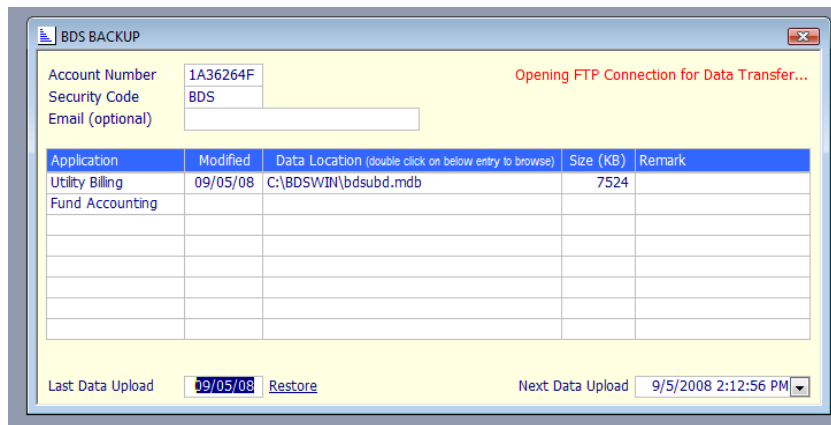 BDS BACKUP
Account Number 1A36264F Opening FTP Connection for Data Transfer...
Security Code BDS
Email (optional)
Application Modified Data Location (double click on below entry to browse) Size (KB) Remark
Utility Billing 09/05/08 C:\BDSWIN\bdsubd.mdb 7524
Fund Accounting
Last Data Upload 09/05/08 Restore Next Data Upload 9/5/2008 2:12:56 PM